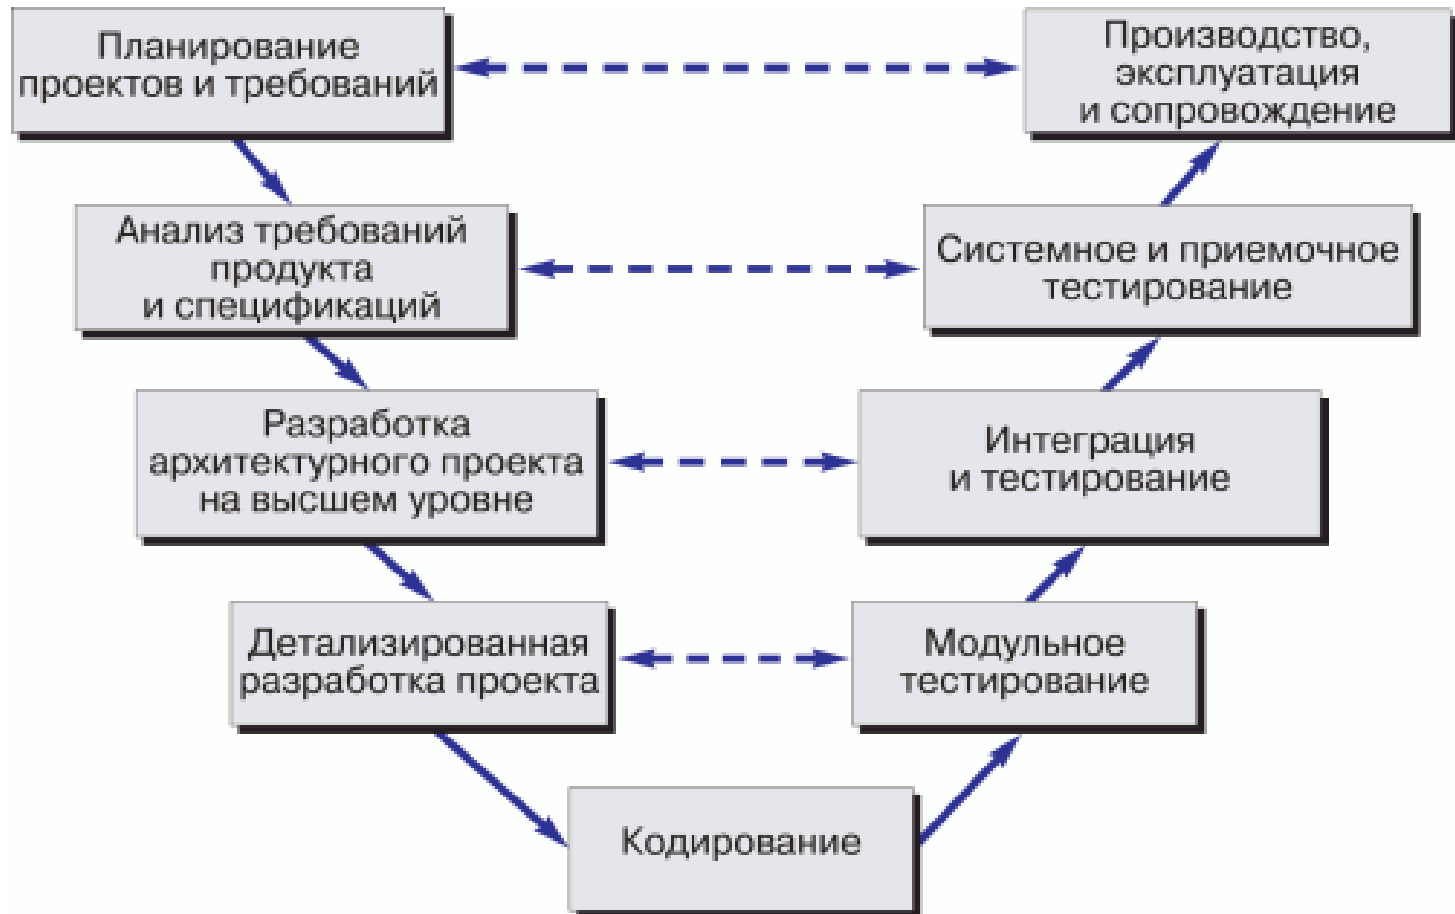 Планирование
проектов и требований
Производство,
эксплуатация
и сопровождение
Анализ требований
продукта
и спецификаций
Системное и приемочное
тестирование
Разработка
архитектурного проекта
на высшем уровне
Интеграция
и тестирование
Детализированная
разработка проекта
Модульное
тестирование
Кодирование